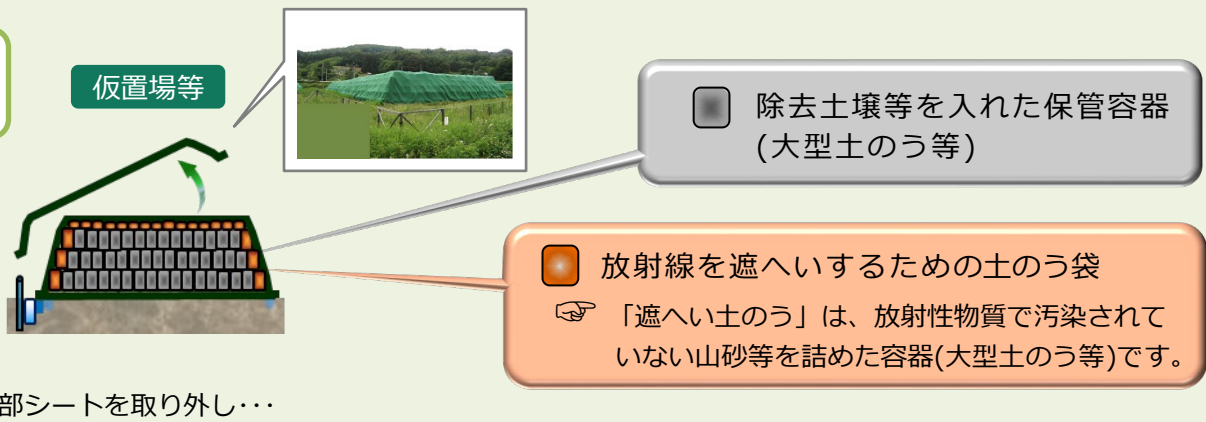 仮置場等
除去土壌等を入れた保管容器
(大型土のう等)
放射線を遮へいするための土のう袋
☞ 「遮へい土のう」は、放射性物質で汚染されて
いない山砂等を詰めた容器(大型土のう等)です。
部シートを取り外し･･･